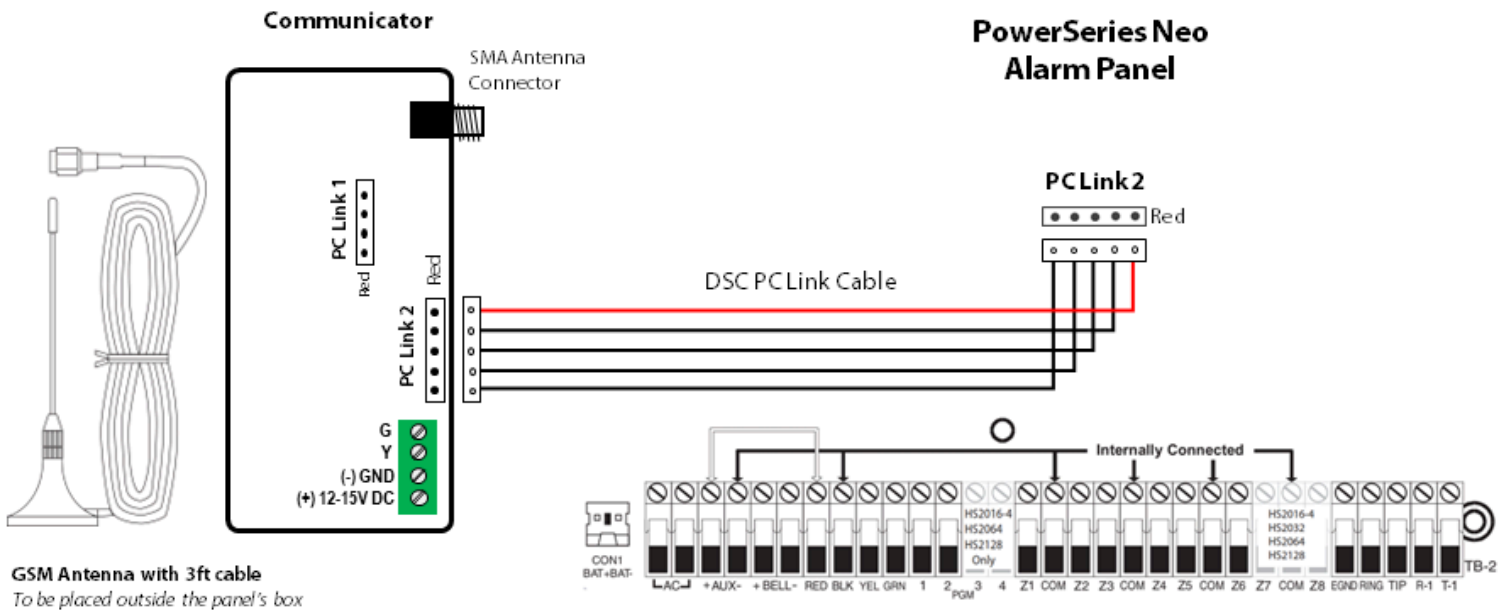 Communicator
PowerSeries Neo
Alarm Panel
SMA Antenna
Connector
PC Link 1
Red
PC Link 2
Red
PC Link 2
Red
DSC PC Link Cable
G
Y
(-) GND
(+) 12-15V DC
Internally Connected
HS2016-4
HS2064
HS2128
Only
HS2016-4
HS2032
HS2064
HS2128
CON1
BAT+BAT-
AC +AUX- +BELL- RED BLK YEL GRN 1 2 PGM 3 4 Z1 COM Z2 Z3 COM Z4 Z5 COM Z6 Z7 COM Z8 EGND RING TIP R-1 T-1
TB-2
GSM Antenna with 3ft cable
To be placed outside the panel's box